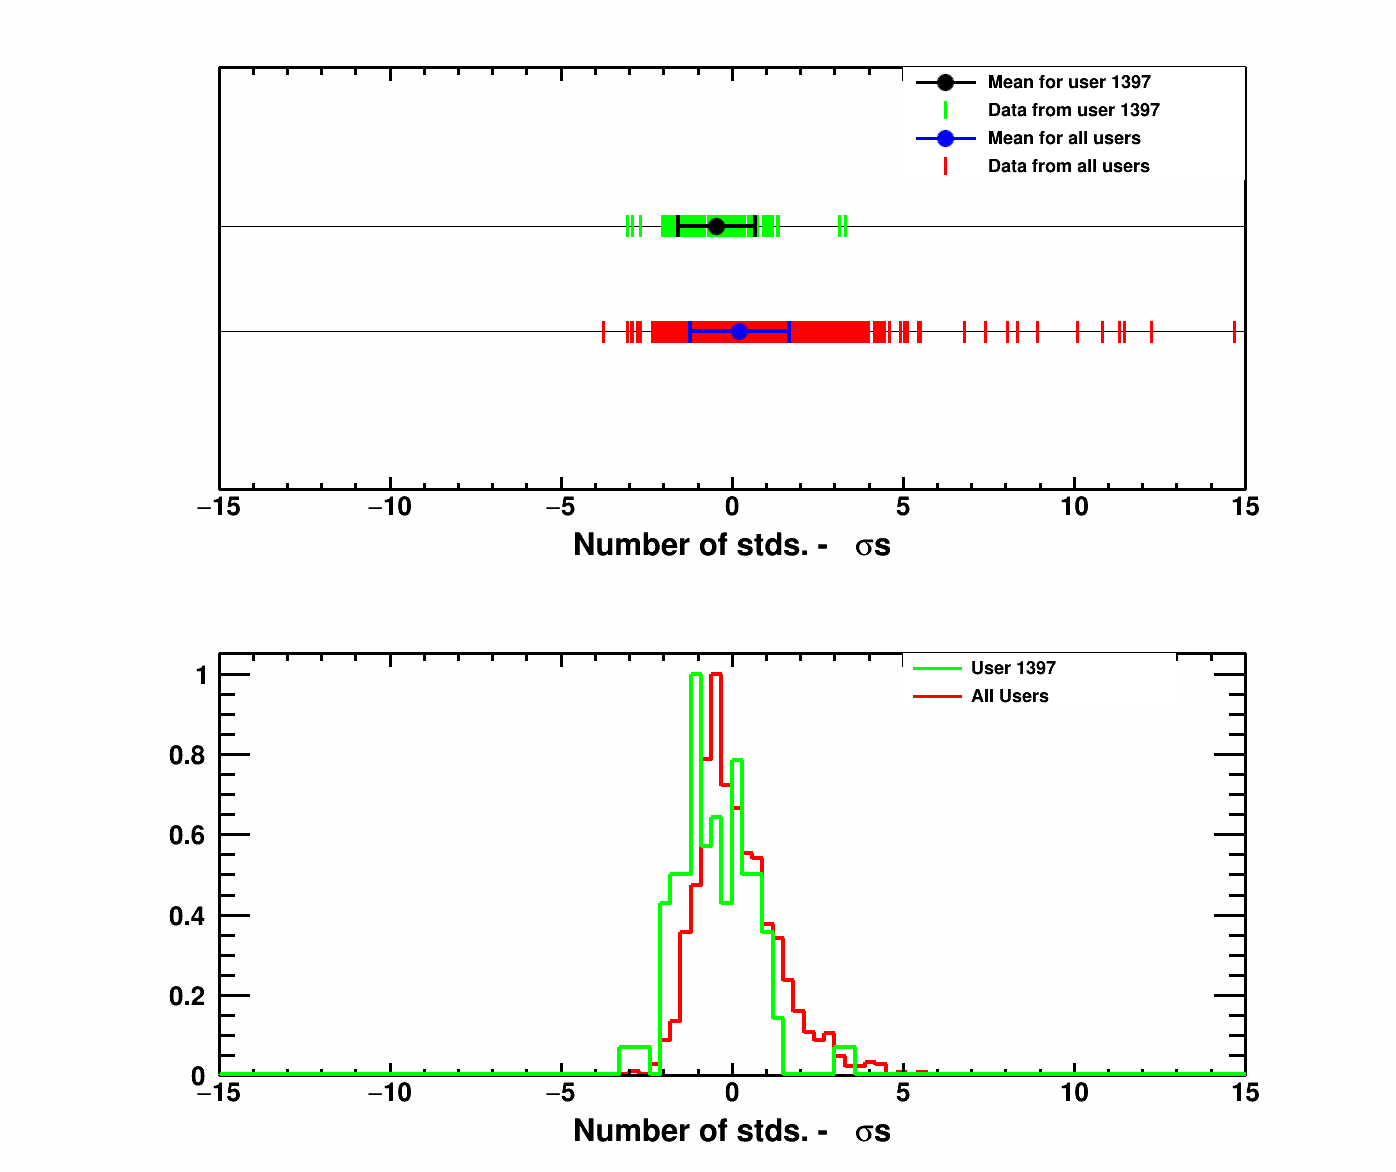 Mean for user 1397
Data from user 1397
Mean for all users
Data from all users
−15 −10 −5 0 5 10 15
Number of stds. - σs
User 1397
All Users
1
0.8
0.6
0.4
0.2
0
−15 −10 −5 0 5 10 15
Number of stds. - σs